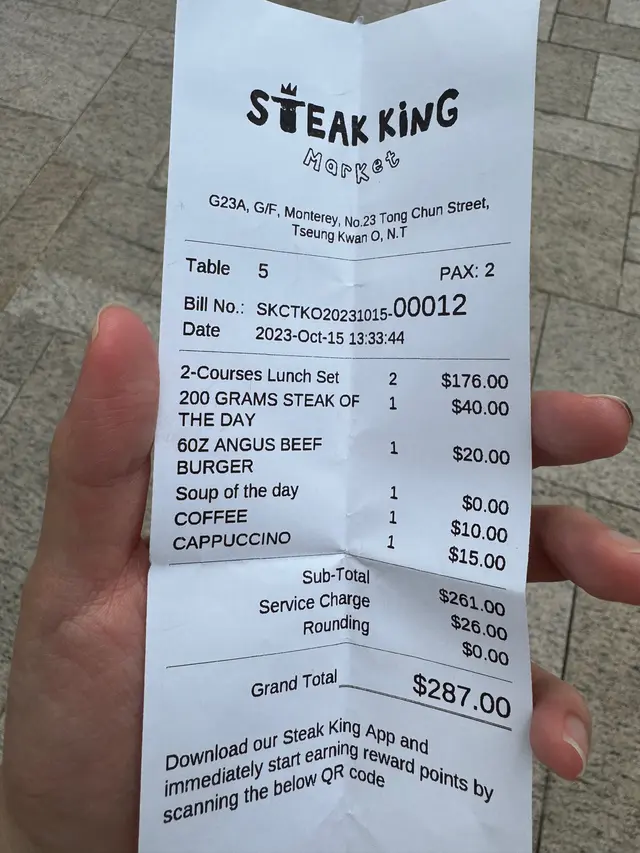 STEAK KiNG
Market
G23A, G/F, Monterey, No.23 Tong Chun Street,
Tseung Kwan O, N.T
Table 5 PAX: 2
Bill No.: SKCTKO20231015-00012
Date 2023-Oct-15 13:33:44
2-Courses Lunch Set 2 $176.00
200 GRAMS STEAK OF 1 $40.00
THE DAY
60Z ANGUS BEEF 1 $20.00
BURGER
Soup of the day 1 $0.00
COFFEE 1 $10.00
CAPPUCCINO 1 $15.00
Sub-Total $261.00
Service Charge $26.00
Rounding $0.00
Grand Total $287.00
Download our Steak King App and
immediately start earning reward points by
scanning the below QR code